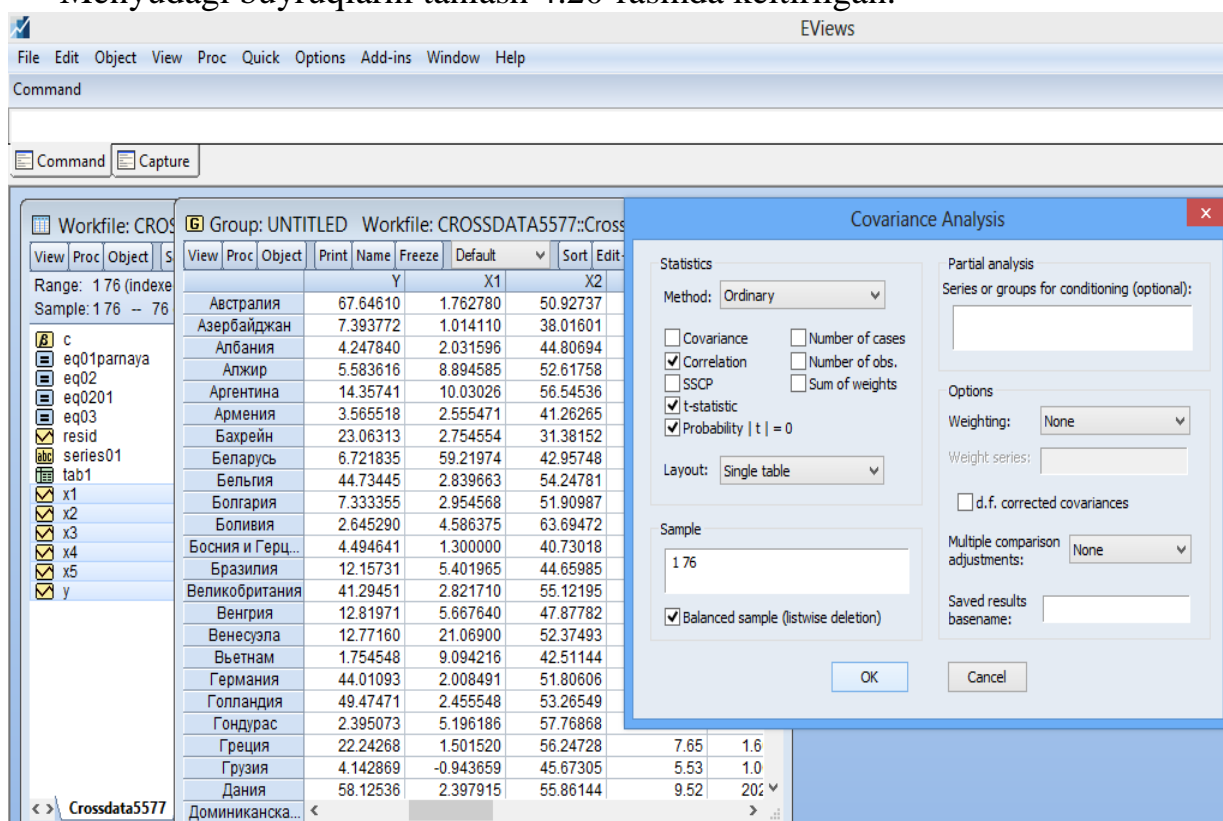 Menyudagi buyruqlarni tanlash 4.20-rasmda keltirilgan.
EViews
File Edit Object View Proc Quick Options Add-ins Window Help
Command
Command Capture
Workfile: CROS
View Proc Object S
Range: 1 76 (indexe
Sample: 1 76 -- 76
c
eq01parnaya
eq02
eq0201
eq03
resid
series01
tab1
x1
x2
x3
x4
x5
y
< > Crossdata5577
Group: UNTITLED Workfile: CROSSDATA5577::Cross
View Proc Object Print Name Freeze Default Sort Edit
Y X1 X2
Австралия 67.64610 1.762780 50.92737
Азербайджан 7.393772 1.014110 38.01601
Албания 4.247840 2.031596 44.80694
Алжир 5.583616 8.894585 52.61758
Аргентина 14.35741 10.03026 56.54536
Армения 3.565518 2.555471 41.26265
Бахрейн 23.06313 2.754554 31.38152
Беларусь 6.721835 59.21974 42.95748
Бельгия 44.73445 2.839663 54.24781
Болгария 7.333355 2.954568 51.90987
Боливия 2.645290 4.586375 63.69472
Босния и Герц... 4.494641 1.300000 40.73018
Бразилия 12.15731 5.401965 44.65985
Великобритания 41.29451 2.821710 55.12195
Венгрия 12.81971 5.667640 47.87782
Венесуэла 12.77160 21.06900 52.37493
Вьетнам 1.754548 9.094216 42.51144
Германия 44.01093 2.008491 51.80606
Голландия 49.47471 2.455548 53.26549
Гондурас 2.395073 5.196186 57.76868
Греция 22.24268 1.501520 56.24728 7.65 1.6
Грузия 4.142869 -0.943659 45.67305 5.53 1.0
Дания 58.12536 2.397915 55.86144 9.52 202
Доминиканска...
Covariance Analysis
Statistics
Method: Ordinary
Covariance Number of cases
Correlation Number of obs.
SSCP Sum of weights
t-statistic
Probability | t | = 0
Layout: Single table
Sample
1 76
Balanced sample (listwise deletion)
Partial analysis
Series or groups for conditioning (optional):
Options
Weighting: None
Weight series:
d.f. corrected covariances
Multiple comparison adjustments: None
Saved results basename:
OK Cancel